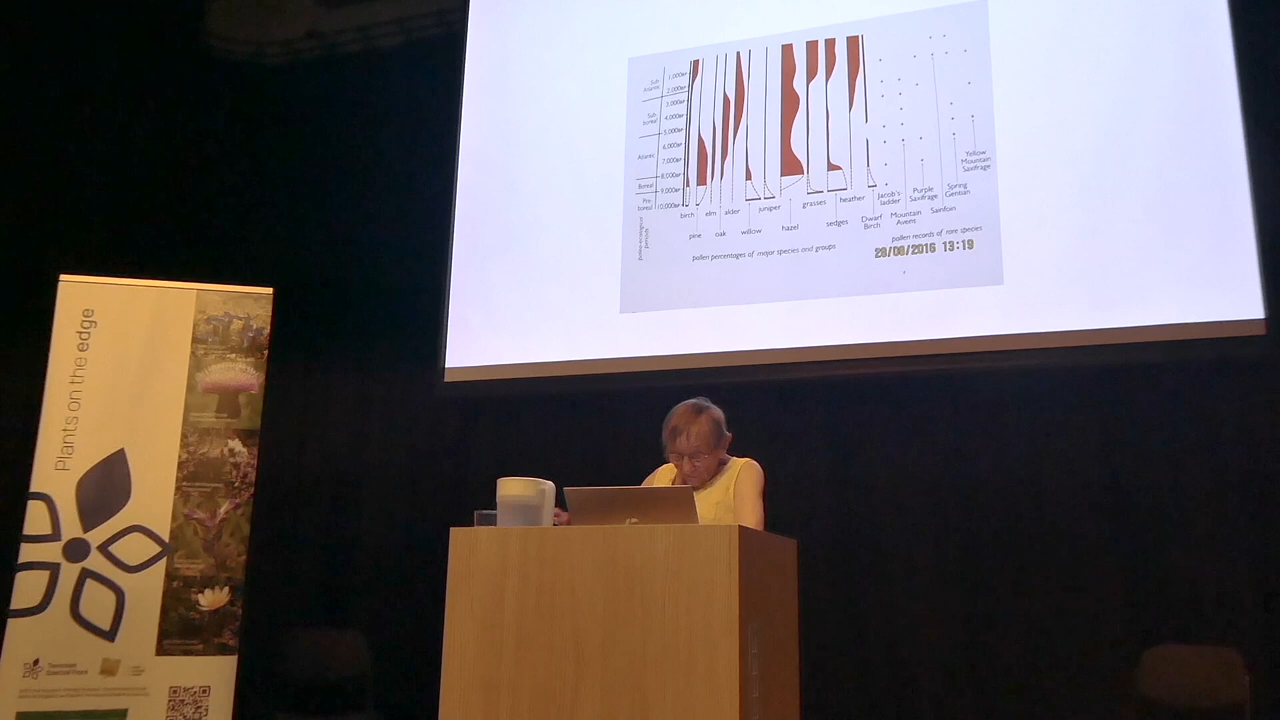 Sub-
Atlantic
Sub-
boreal
Atlantic
Boreal
Pre-
boreal
1,000BP
2,000BP
3,000BP
4,000BP
5,000BP
6,000BP
7,000BP
8,000BP
9,000BP
10,000BP
birch
pine
elm
oak
alder
willow
juniper
hazel
grasses
sedges
heather
Dwarf
Birch
Jacob's-
ladder
Mountain
Avens
Purple
Saxifrage
Sainfoin
Spring
Gentian
Yellow
Mountain
Saxifrage
periods
pollen percentages of major species and groups
pollen records of rare species
29/08/2016 13:19
Plants on the edge